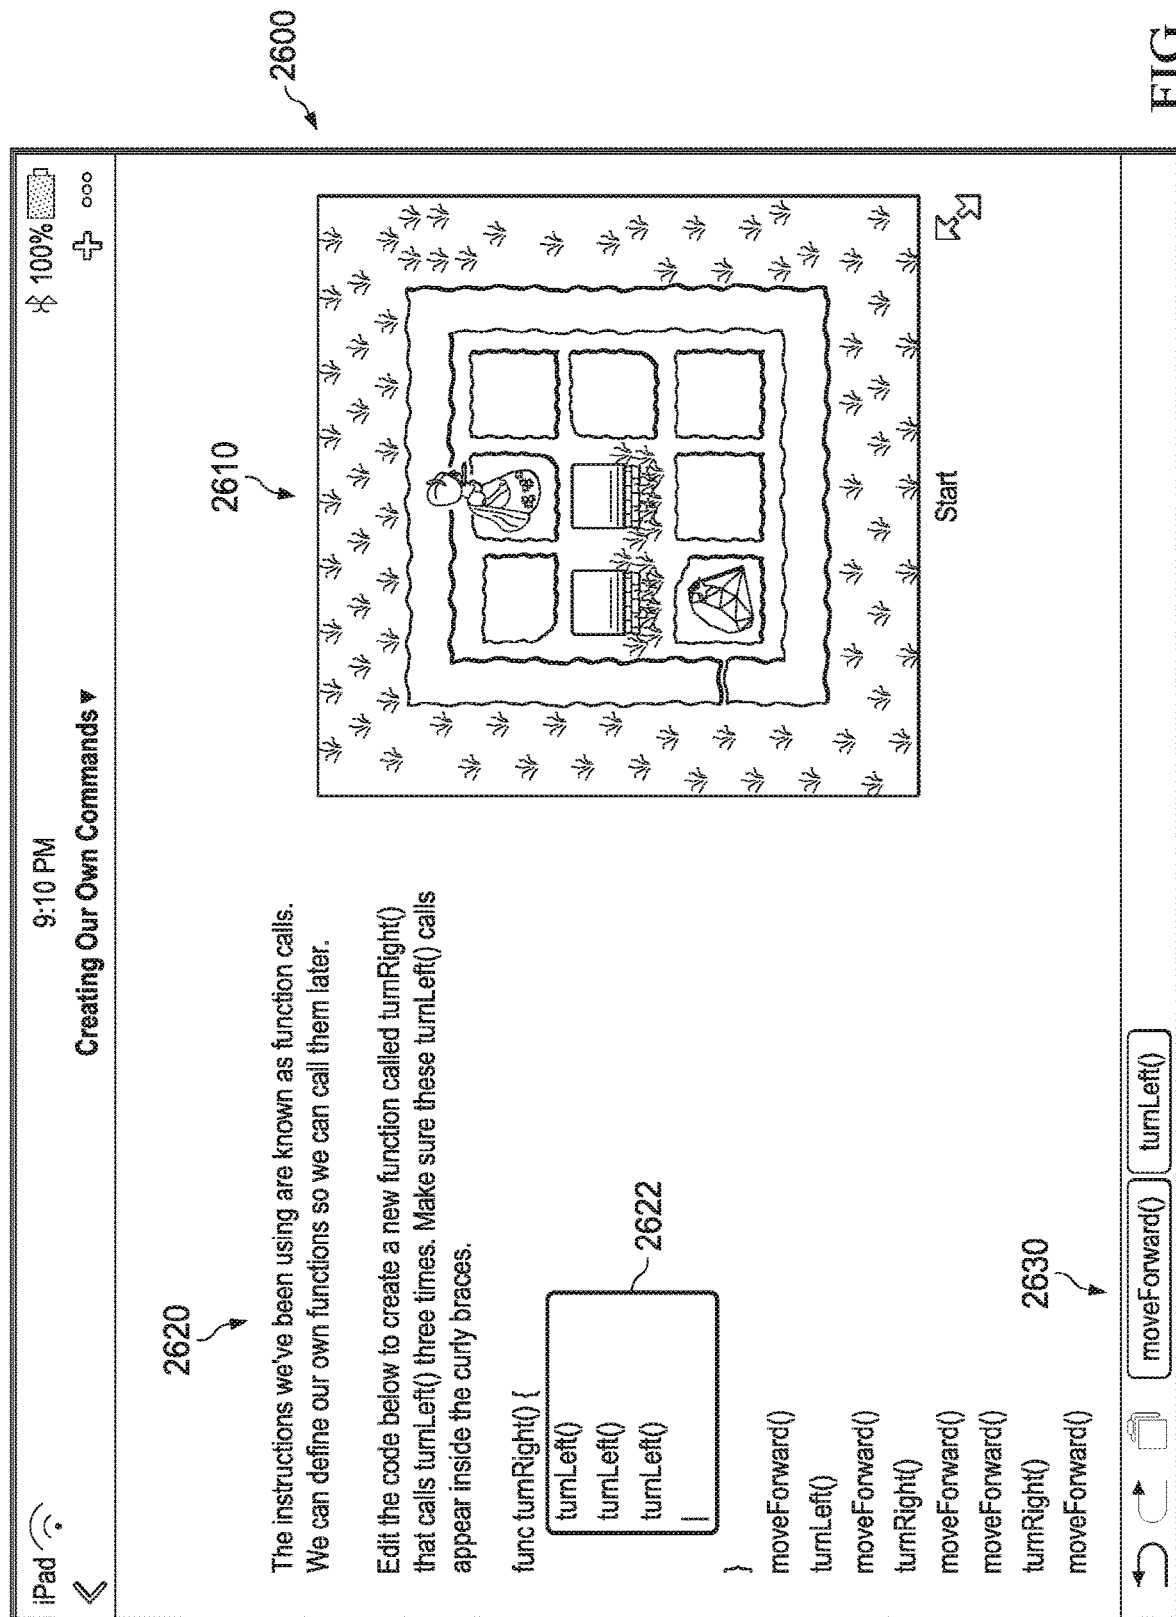 2600
iPad 9:10 PM 100%
Creating Our Own Commands
2620
2610
The instructions we've been using are known as function calls.
We can define our own functions so we can call them later.
Edit the code below to create a new function called turnRight()
that calls turnLeft() three times. Make sure these turnLeft() calls
appear inside the curly braces.
func turnRight() {
turnLeft()
turnLeft()
turnLeft()
2622
}
moveForward()
turnLeft()
moveForward()
turnRight()
moveForward()
moveForward()
turnRight()
moveForward()
Start
2630
moveForward() turnLeft()
FIG